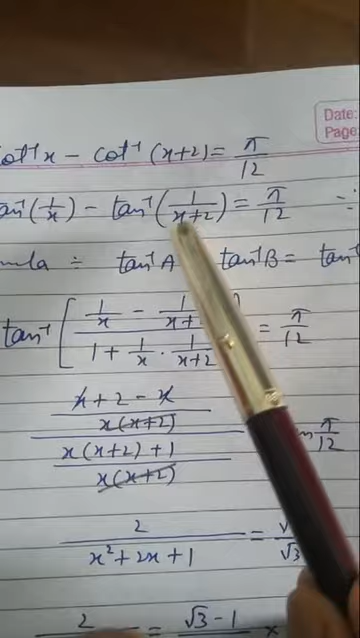 Date:
Page
cot⁻¹x − cot⁻¹(x+2) = π/12
tan⁻¹(1/x) − tan⁻¹(1/(x+2)) = π/12
÷ tan⁻¹A tan⁻¹B = tan⁻¹
tan⁻¹[(1/x − 1/(x+2))/(1 + 1/x · 1/(x+2))] = π/12
((x+2−x)/(x(x+2)))/((x(x+2)+1)/(x(x+2))) π/12
2/(x²+2x+1) = √3
2 = √3−1 ×